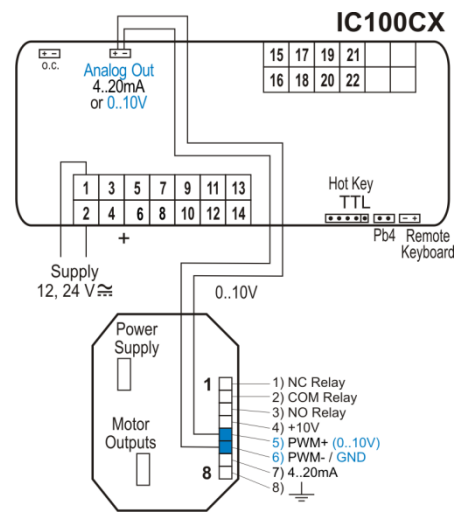 IC100CX
+ -
+ -
o.c.
Analog Out
4..20mA
or 0..10V
15 17 19 21
16 18 20 22
1 3 5 7 9 11 13
2 4 6 8 10 12 14
+
Hot Key
TTL
- +
Pb4 Remote
Keyboard
Supply
12, 24 V
0..10V
Power
Supply
Motor
Outputs
1
8
1) NC Relay
2) COM Relay
3) NO Relay
4) +10V
5) PWM+ (0..10V)
6) PWM- / GND
7) 4..20mA
8)